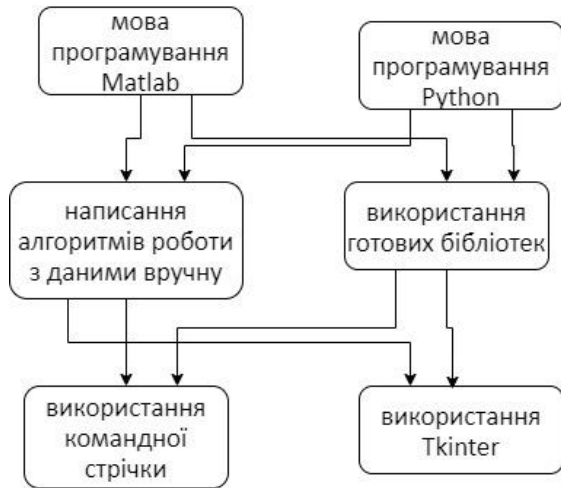 мова
програмування
Matlab
мова
програмування
Python
написання
алгоритмів роботи
з даними вручну
використання
готових бібліотек
використання
командної
стрічки
використання
Tkinter